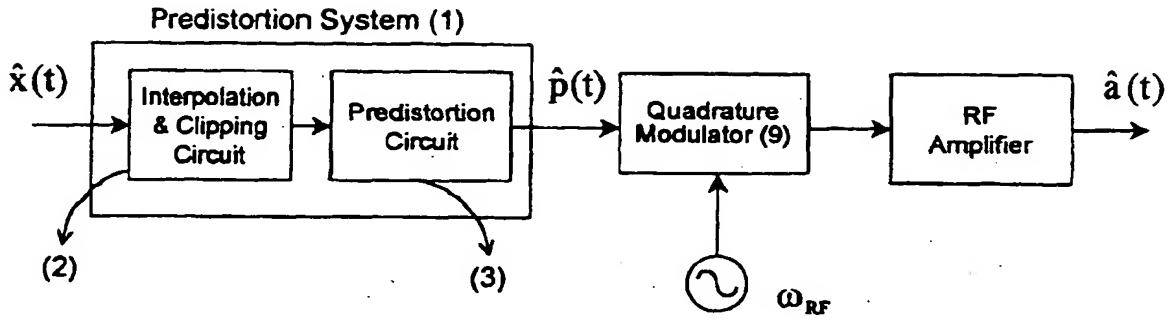 Predistortion System (1)
x̂(t)
Interpolation
& Clipping
Circuit
Predistortion
Circuit
p̂(t)
Quadrature
Modulator (9)
RF
Amplifier
â(t)
(2)
(3)
ω_RF